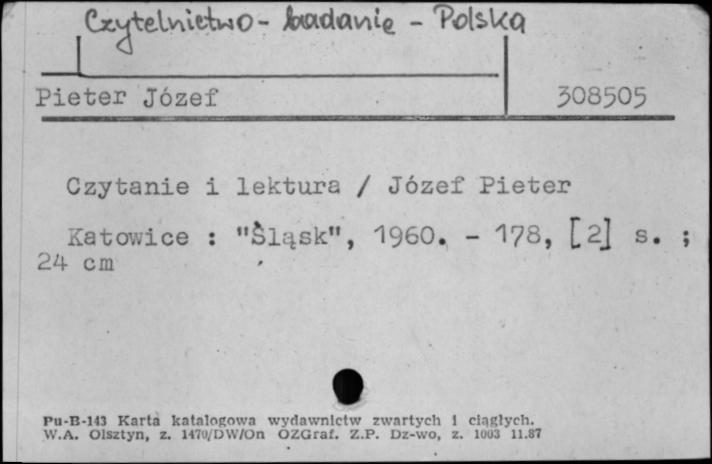 Czytelnictwo - badanie - Polska
Pieter Józef 308505
Czytanie i lektura / Józef Pieter
Katowice : "Śląsk", 1960. - 178, [2] s. ;
24 cm
Pu-B-143 Karta katalogowa wydawnictw zwartych i ciągłych.
W.A. Olsztyn, z. 1470/DW/On OZGraf. Z.P. Dz-wo, z. 1003 11.87